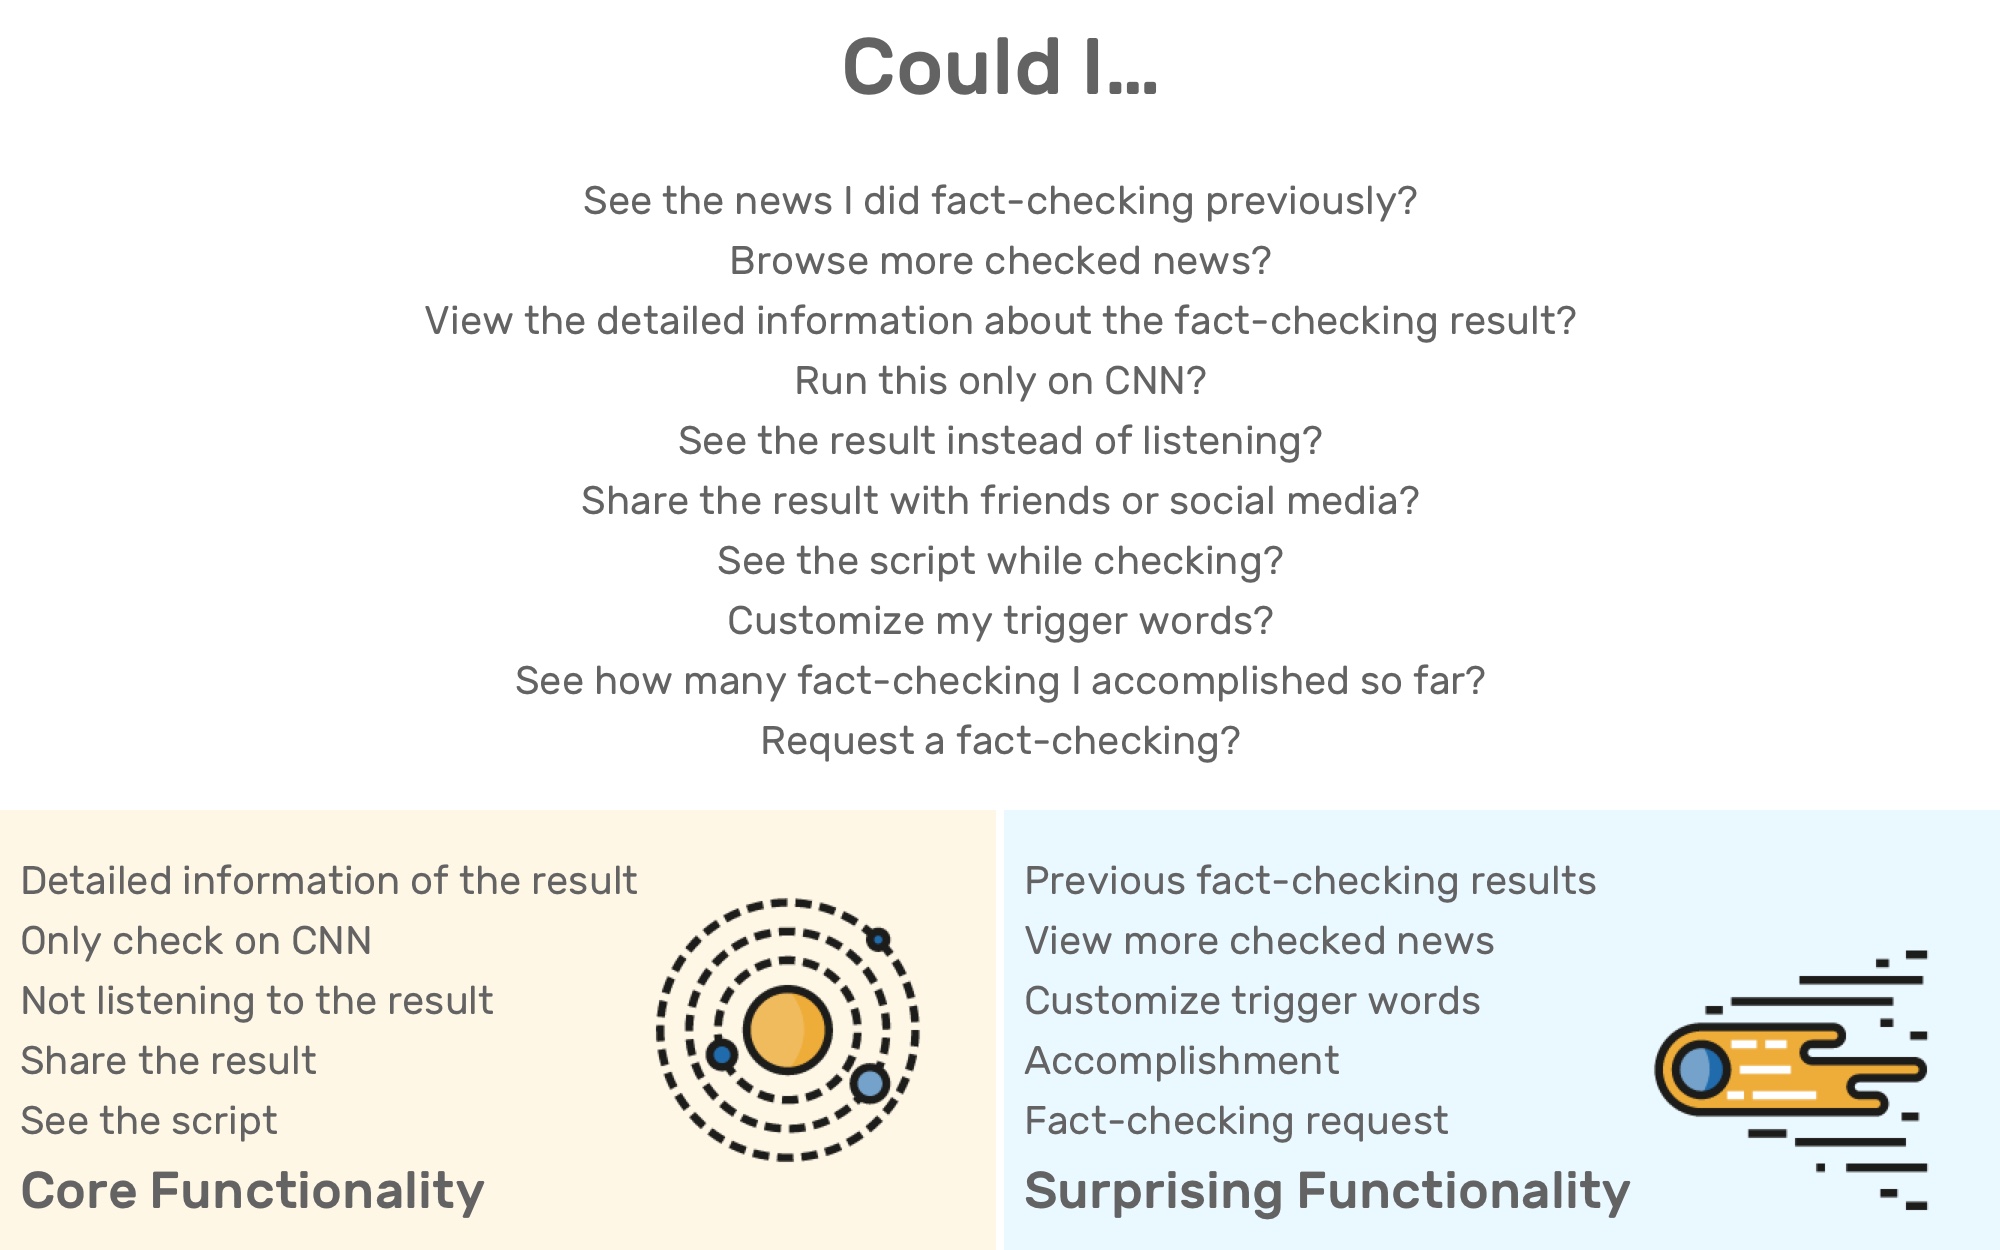 Could I...
See the news I did fact-checking previously?
Browse more checked news?
View the detailed information about the fact-checking result?
Run this only on CNN?
See the result instead of listening?
Share the result with friends or social media?
See the script while checking?
Customize my trigger words?
See how many fact-checking I accomplished so far?
Request a fact-checking?
Detailed information of the result
Only check on CNN
Not listening to the result
Share the result
See the script
Core Functionality
Previous fact-checking results
View more checked news
Customize trigger words
Accomplishment
Fact-checking request
Surprising Functionality